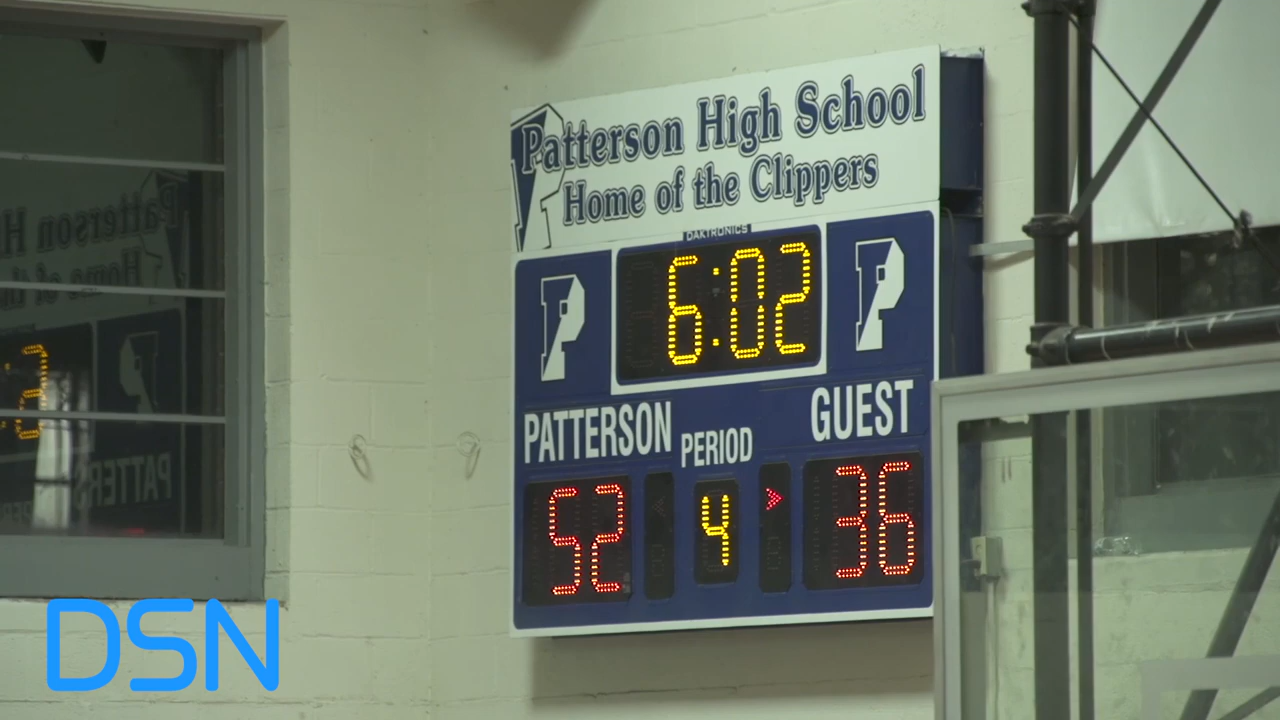 Patterson High School
Home of the Clippers
DAKTRONICS
P 6:02 P
PATTERSON PERIOD GUEST
52 4 > 36
DSN